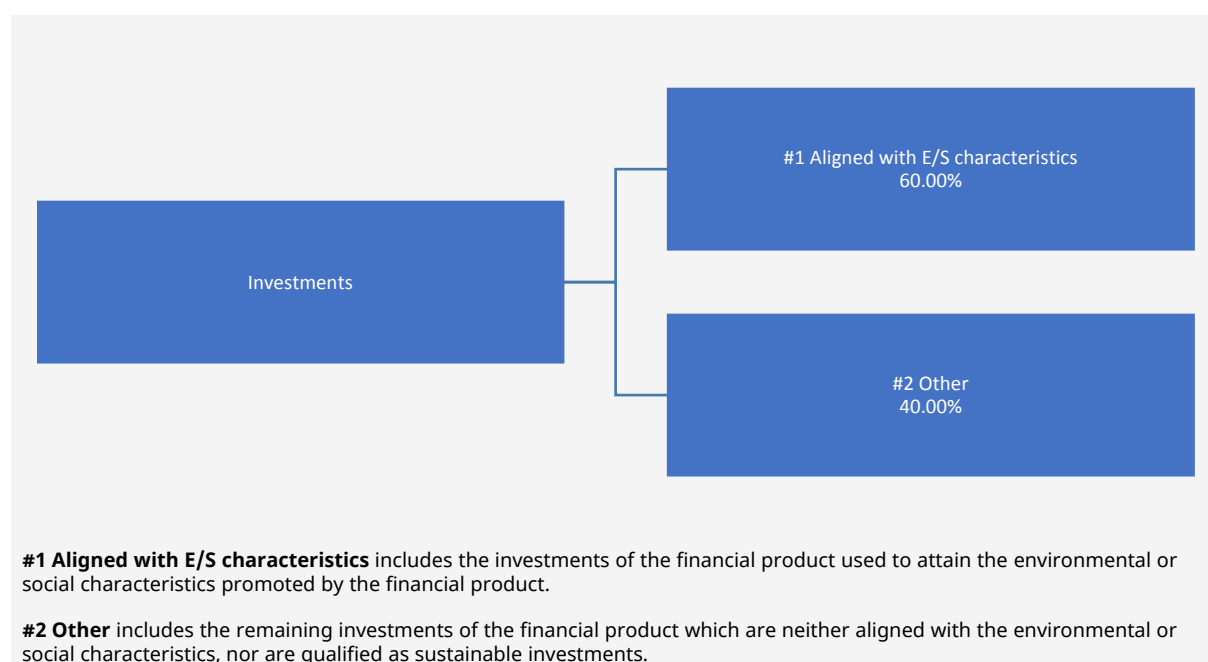 #1 Aligned with E/S characteristics
60.00%
Investments
#2 Other
40.00%
#1 Aligned with E/S characteristics includes the investments of the financial product used to attain the environmental or
social characteristics promoted by the financial product.
#2 Other includes the remaining investments of the financial product which are neither aligned with the environmental or
social characteristics, nor are qualified as sustainable investments.